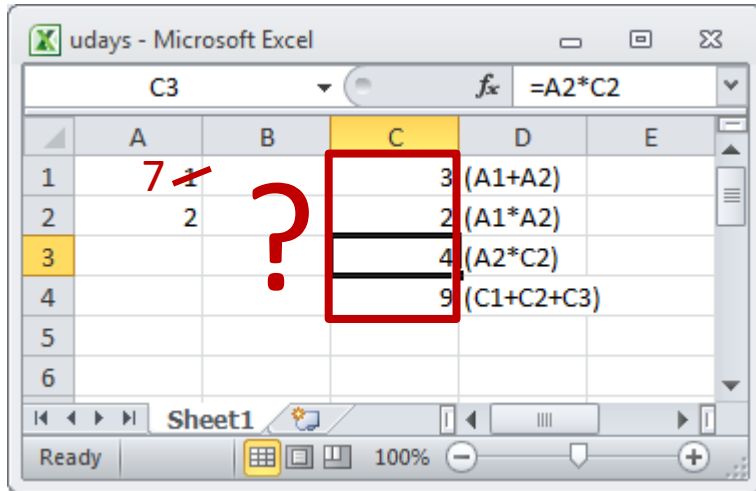 udays - Microsoft Excel
C3 fx =A2*C2
A B C D E
1 7 1 3 (A1+A2)
2 2 ? 2 (A1*A2)
3 4 (A2*C2)
4 9 (C1+C2+C3)
5
6
Sheet1
Ready 100%